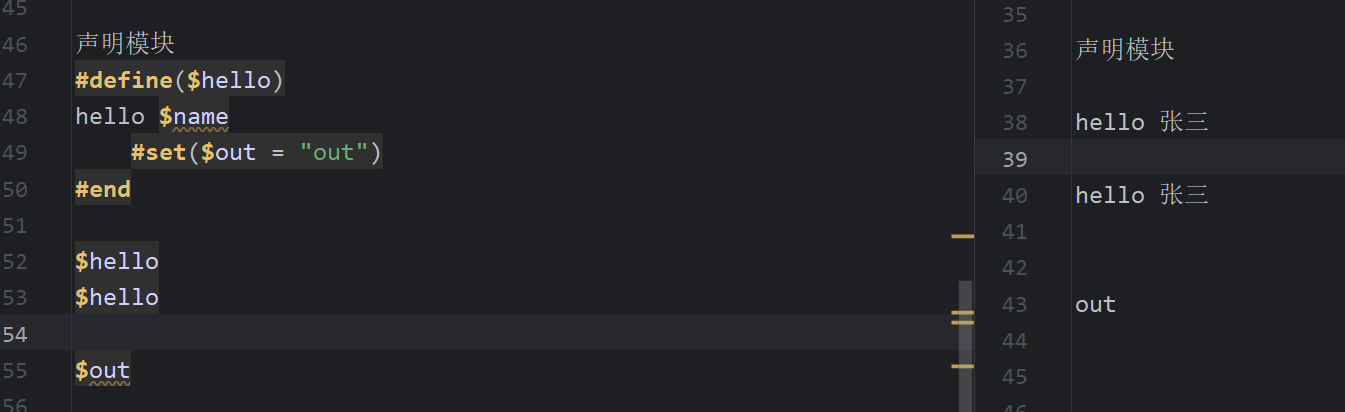 45
46 声明模块
47 #define($hello)
48 hello $name
49 #set($out = "out")
50 #end
51
52 $hello
53 $hello
54
55 $out
56
35
36 声明模块
37
38 hello 张三
39
40 hello 张三
41
42
43 out
44
45
46